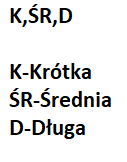 K,ŚR,D
K-Krótka
ŚR-Średnia
D-Długa